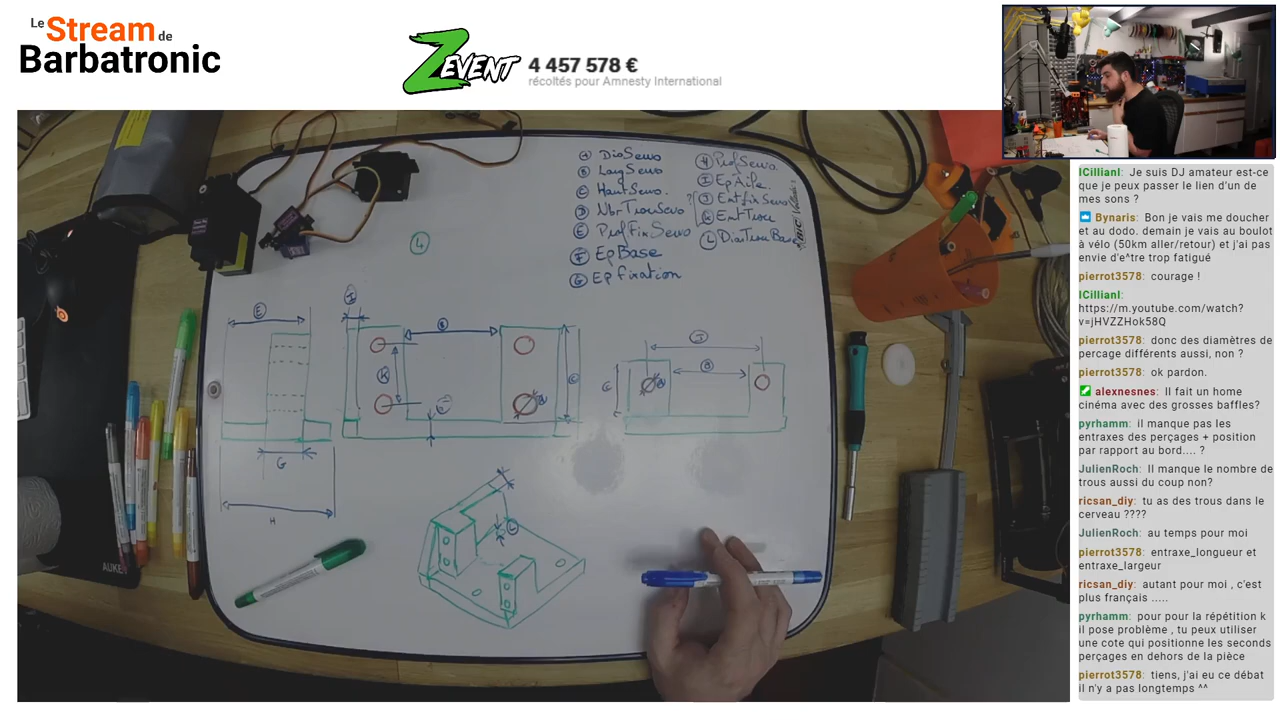 Le
Stream de
Barbatronic
ZEVENT
4 457 578 €
récoltés pour Amnesty International
A DiaServo
B LargServo
C HautServo.
D NbrTrouServo ?
E ProfFixServo
F EpBase
G Ep Fixation
H ProfServo.
I EpAile.
J EntFixServo
K EntTrou
L DiaTrouBase
BIC Velleda
4
E
I
B
K
F
C
A
G
H
J
B
C
A
L
AUKEY
ICillianI: Je suis DJ amateur est-ce
que je peux passer le lien d'un de
mes sons ?
Bynaris: Bon je vais me doucher
et au dodo. demain je vais au boulot
à vélo (50km aller/retour) et j'ai pas
envie d'e^tre trop fatigué
pierrot3578: courage !
ICillianI:
https://m.youtube.com/watch?
v=jHVZZHok58Q
pierrot3578: donc des diamètres de
percage différents aussi, non ?
pierrot3578: ok pardon.
alexnesnes: Il fait un home
cinéma avec des grosses baffles?
pyrhamm: il manque pas les
entraxes des perçages + position
par rapport au bord.... ?
JulienRoch: Il manque le nombre de
trous aussi du coup non?
ricsan_diy: tu as des trous dans le
cerveau ????
JulienRoch: au temps pour moi
pierrot3578: entraxe_longueur et
entraxe_largeur
ricsan_diy: autant pour moi , c'est
plus français .....
pyrhamm: pour pour la répétition k
il pose problème , tu peux utiliser
une cote qui positionne les seconds
perçages en dehors de la pièce
pierrot3578: tiens, j'ai eu ce débat
il n'y a pas longtemps ^^